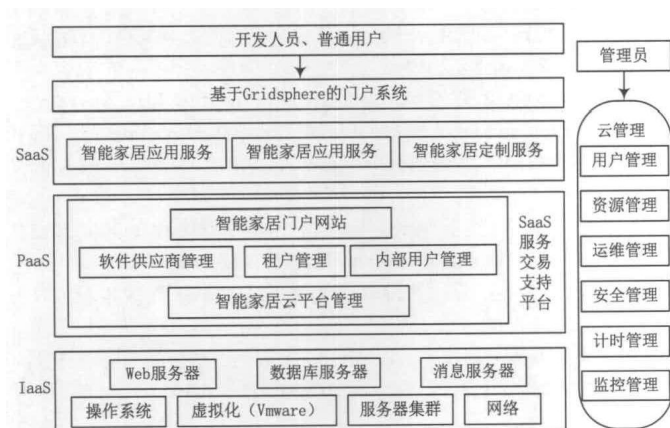 开发人员、普通用户
管理员
基于Gridsphere的门户系统
云管理
SaaS
智能家居应用服务
智能家居应用服务
智能家居定制服务
用户管理
资源管理
运维管理
安全管理
计时管理
监控管理
PaaS
智能家居门户网站
软件供应商管理
租户管理
内部用户管理
智能家居云平台管理
SaaS
服务
交易
支持
平台
IaaS
Web服务器
数据库服务器
消息服务器
操作系统
虚拟化（Vmware）
服务器集群
网络